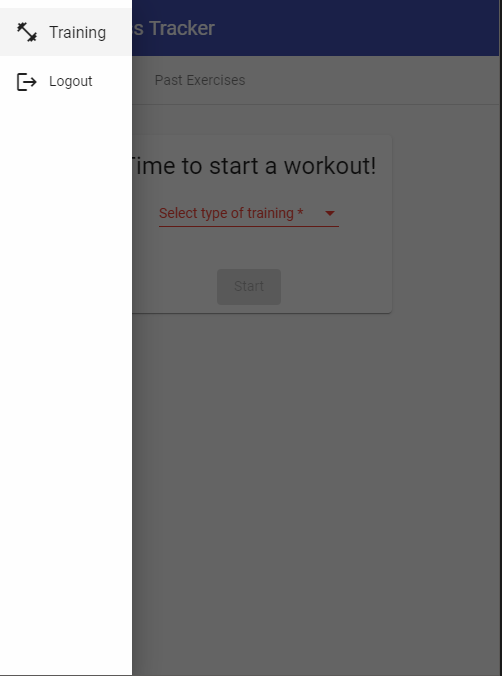 Training
Logout
s Tracker
Past Exercises
Time to start a workout!
Select type of training *
Start